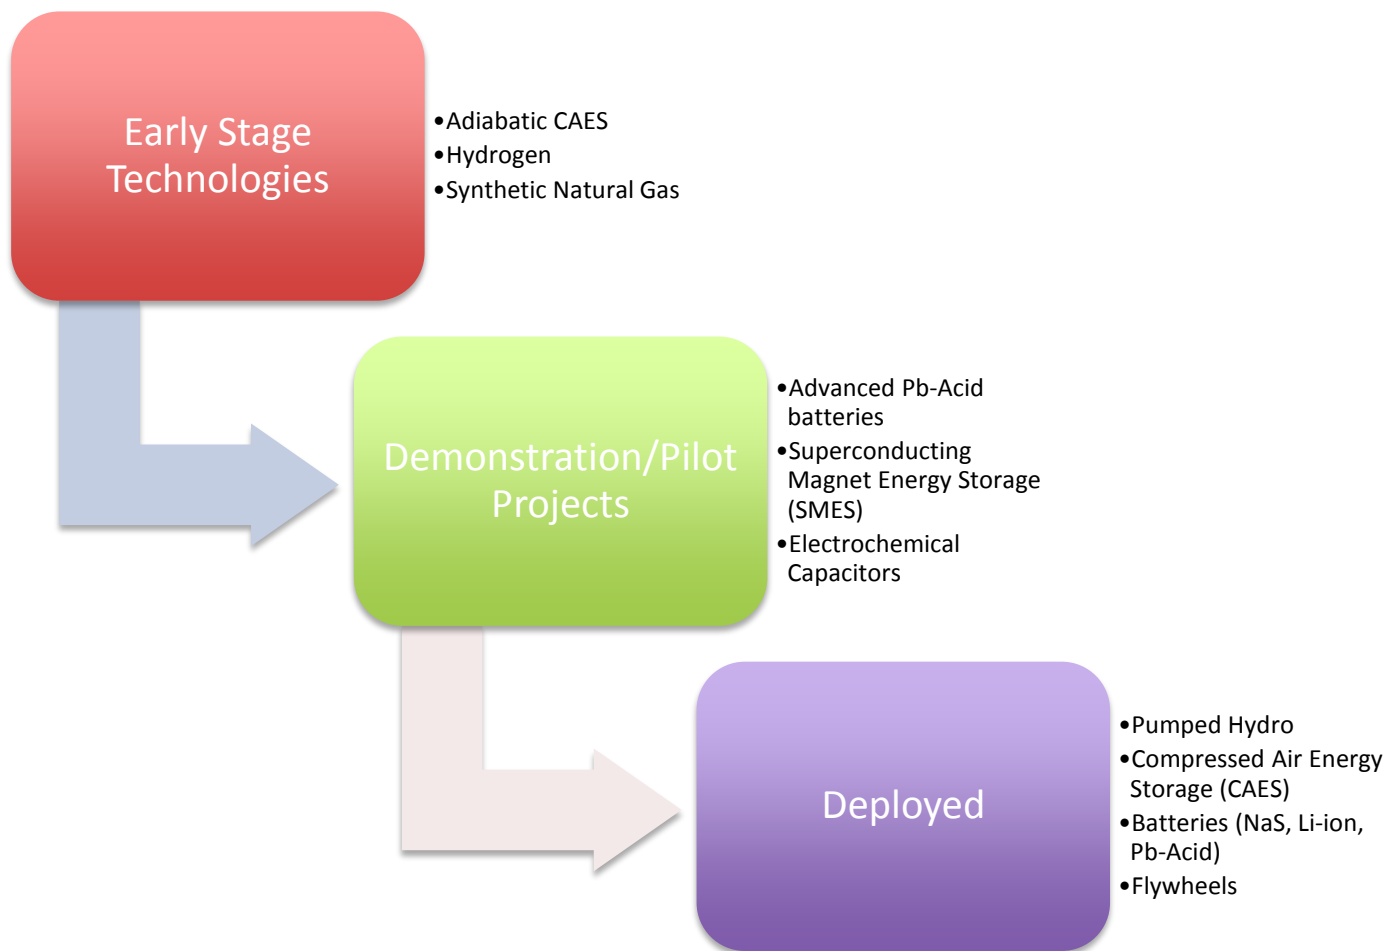 Early Stage
Technologies
•Adiabatic CAES
•Hydrogen
•Synthetic Natural Gas
Demonstration/Pilot
Projects
•Advanced Pb-Acid
batteries
•Superconducting
Magnet Energy Storage
(SMES)
•Electrochemical
Capacitors
Deployed
•Pumped Hydro
•Compressed Air Energy
Storage (CAES)
•Batteries (NaS, Li-ion,
Pb-Acid)
•Flywheels